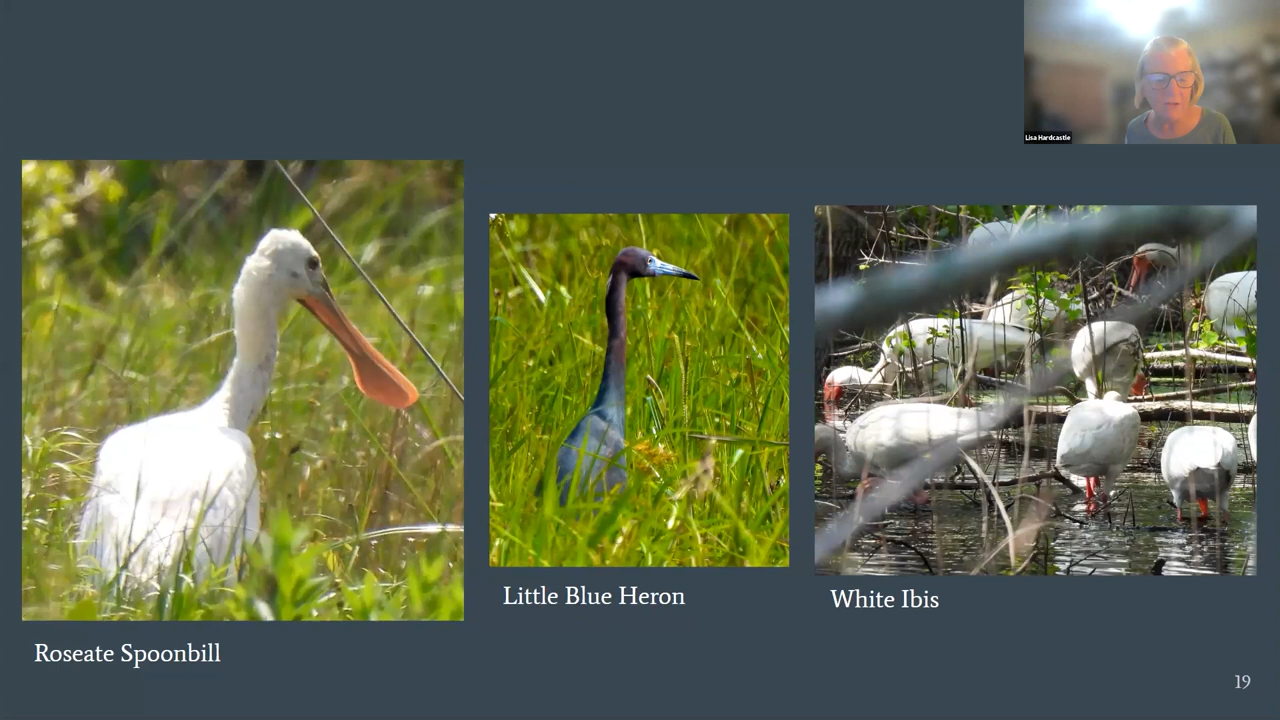 Lisa Hardcastle
Little Blue Heron
White Ibis
Roseate Spoonbill
19